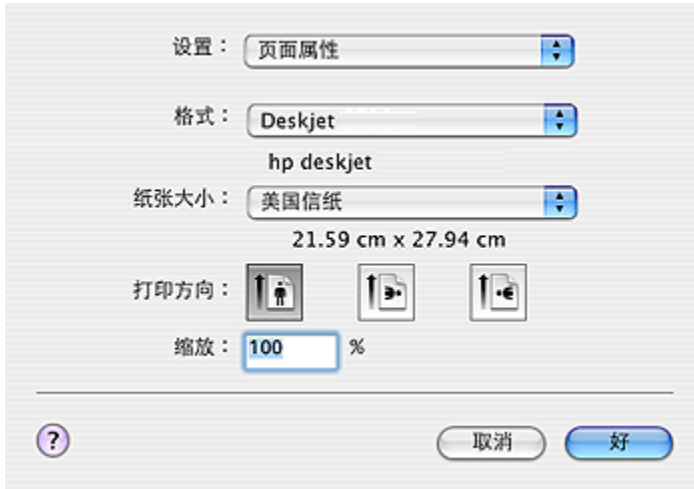 设置： 页面属性
格式： Deskjet
hp deskjet
纸张大小： 美国信纸
21.59 cm x 27.94 cm
打印方向：
缩放： 100 %
? 取消 好